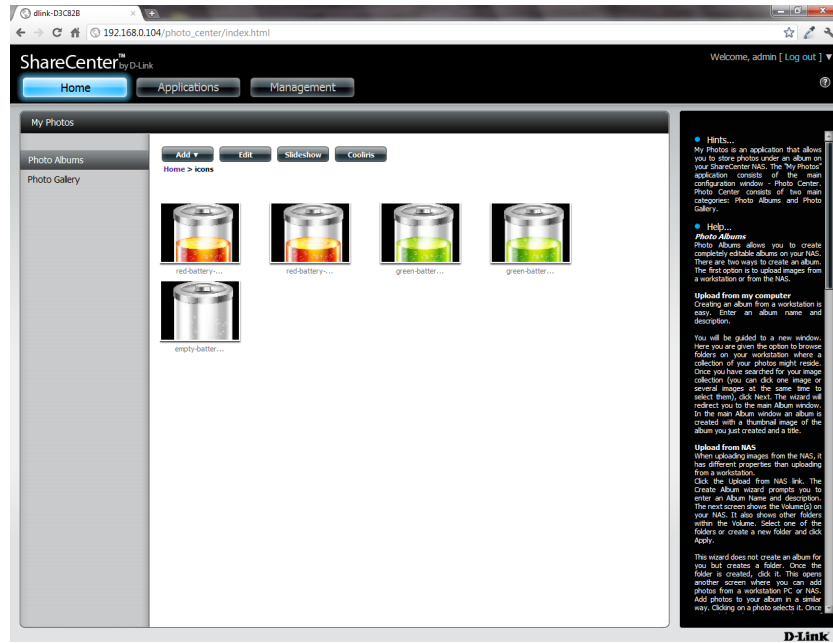 dlink-D3C82B
192.168.0.104/photo_center/index.html
ShareCenter™ by D-Link
Welcome, admin [ Log out ] ▼
Home
Applications
Management
My Photos
Photo Albums
Photo Gallery
Add ▼
Edit
Slideshow
Cooliris
Home > icons
red-battery-...
red-battery-...
green-batter...
green-batter...
empty-batter...
Hints...
My Photos is an application that allows
you to store photos under an album on
your ShareCenter NAS. The "My Photos"
application consists of the main
configuration window - Photo Center.
Photo Center consists of two main
categories: Photo Albums and Photo
Gallery.
Help...
Photo Albums
Photo Albums allows you to create
completely editable albums on your NAS.
There are two ways to create an album.
The first option is to upload images from
a workstation or from the NAS.
Upload from my computer
Creating an album from a workstation is
easy. Enter an album name and
description.
You will be guided to a new window.
Here you are given the option to browse
folders on your workstation where a
collection of your photos might reside.
Once you have searched for your image
collection (you can click one image or
several images at the same time to
select them), click Next. The wizard will
redirect you to the main Album window.
In the main Album window an album is
created with a thumbnail image of the
album you just created and a title.
Upload from NAS
When uploading images from the NAS, it
has different properties than uploading
from a workstation.
Click the Upload from NAS link. The
Create Album wizard prompts you to
enter an Album Name and description.
The next screen shows the Volume(s) on
your NAS. It also shows other folders
within the Volume. Select one of the
folders or create a new folder and click
Apply.
This wizard does not create an album for
you but creates a folder. Once the
folder is created, click it. This opens
another screen where you can add
photos from a workstation PC or NAS.
Add photos to your album in a similar
way. Clicking on a photo selects it. Once
D-Link